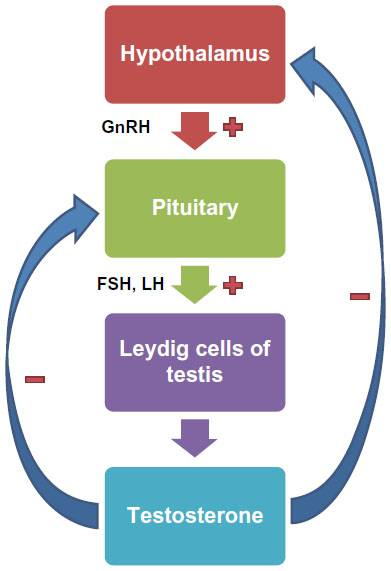 Hypothalamus
GnRH
Pituitary
FSH, LH
Leydig cells of
testis
Testosterone